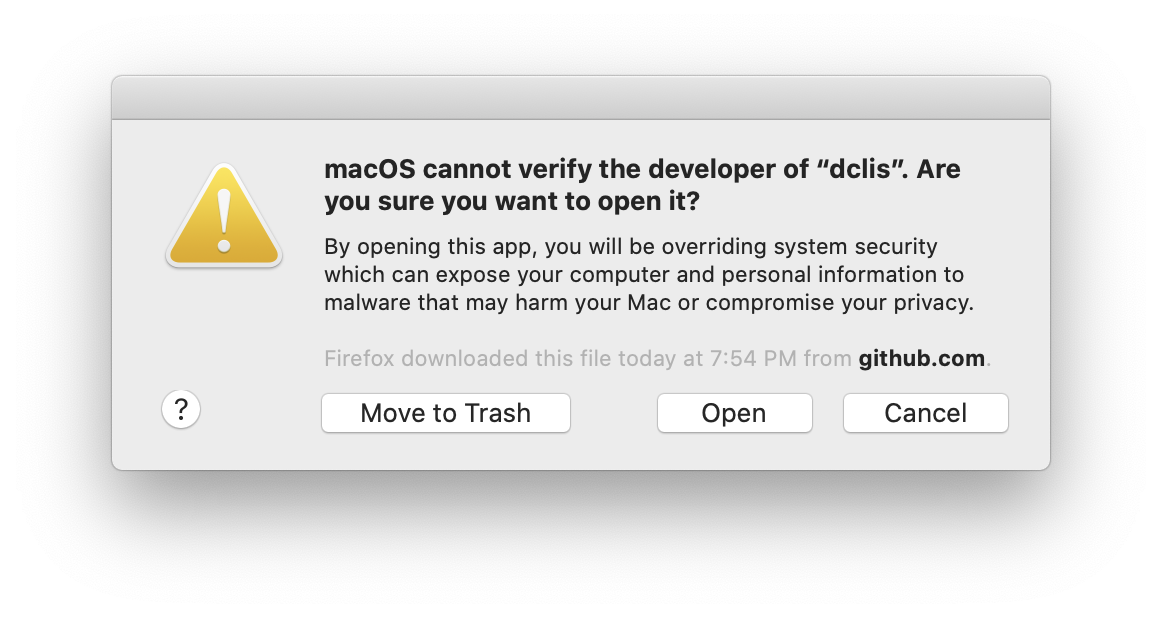 macOS cannot verify the developer of “dclis”. Are
you sure you want to open it?
By opening this app, you will be overriding system security
which can expose your computer and personal information to
malware that may harm your Mac or compromise your privacy.
Firefox downloaded this file today at 7:54 PM from github.com.
? Move to Trash Open Cancel